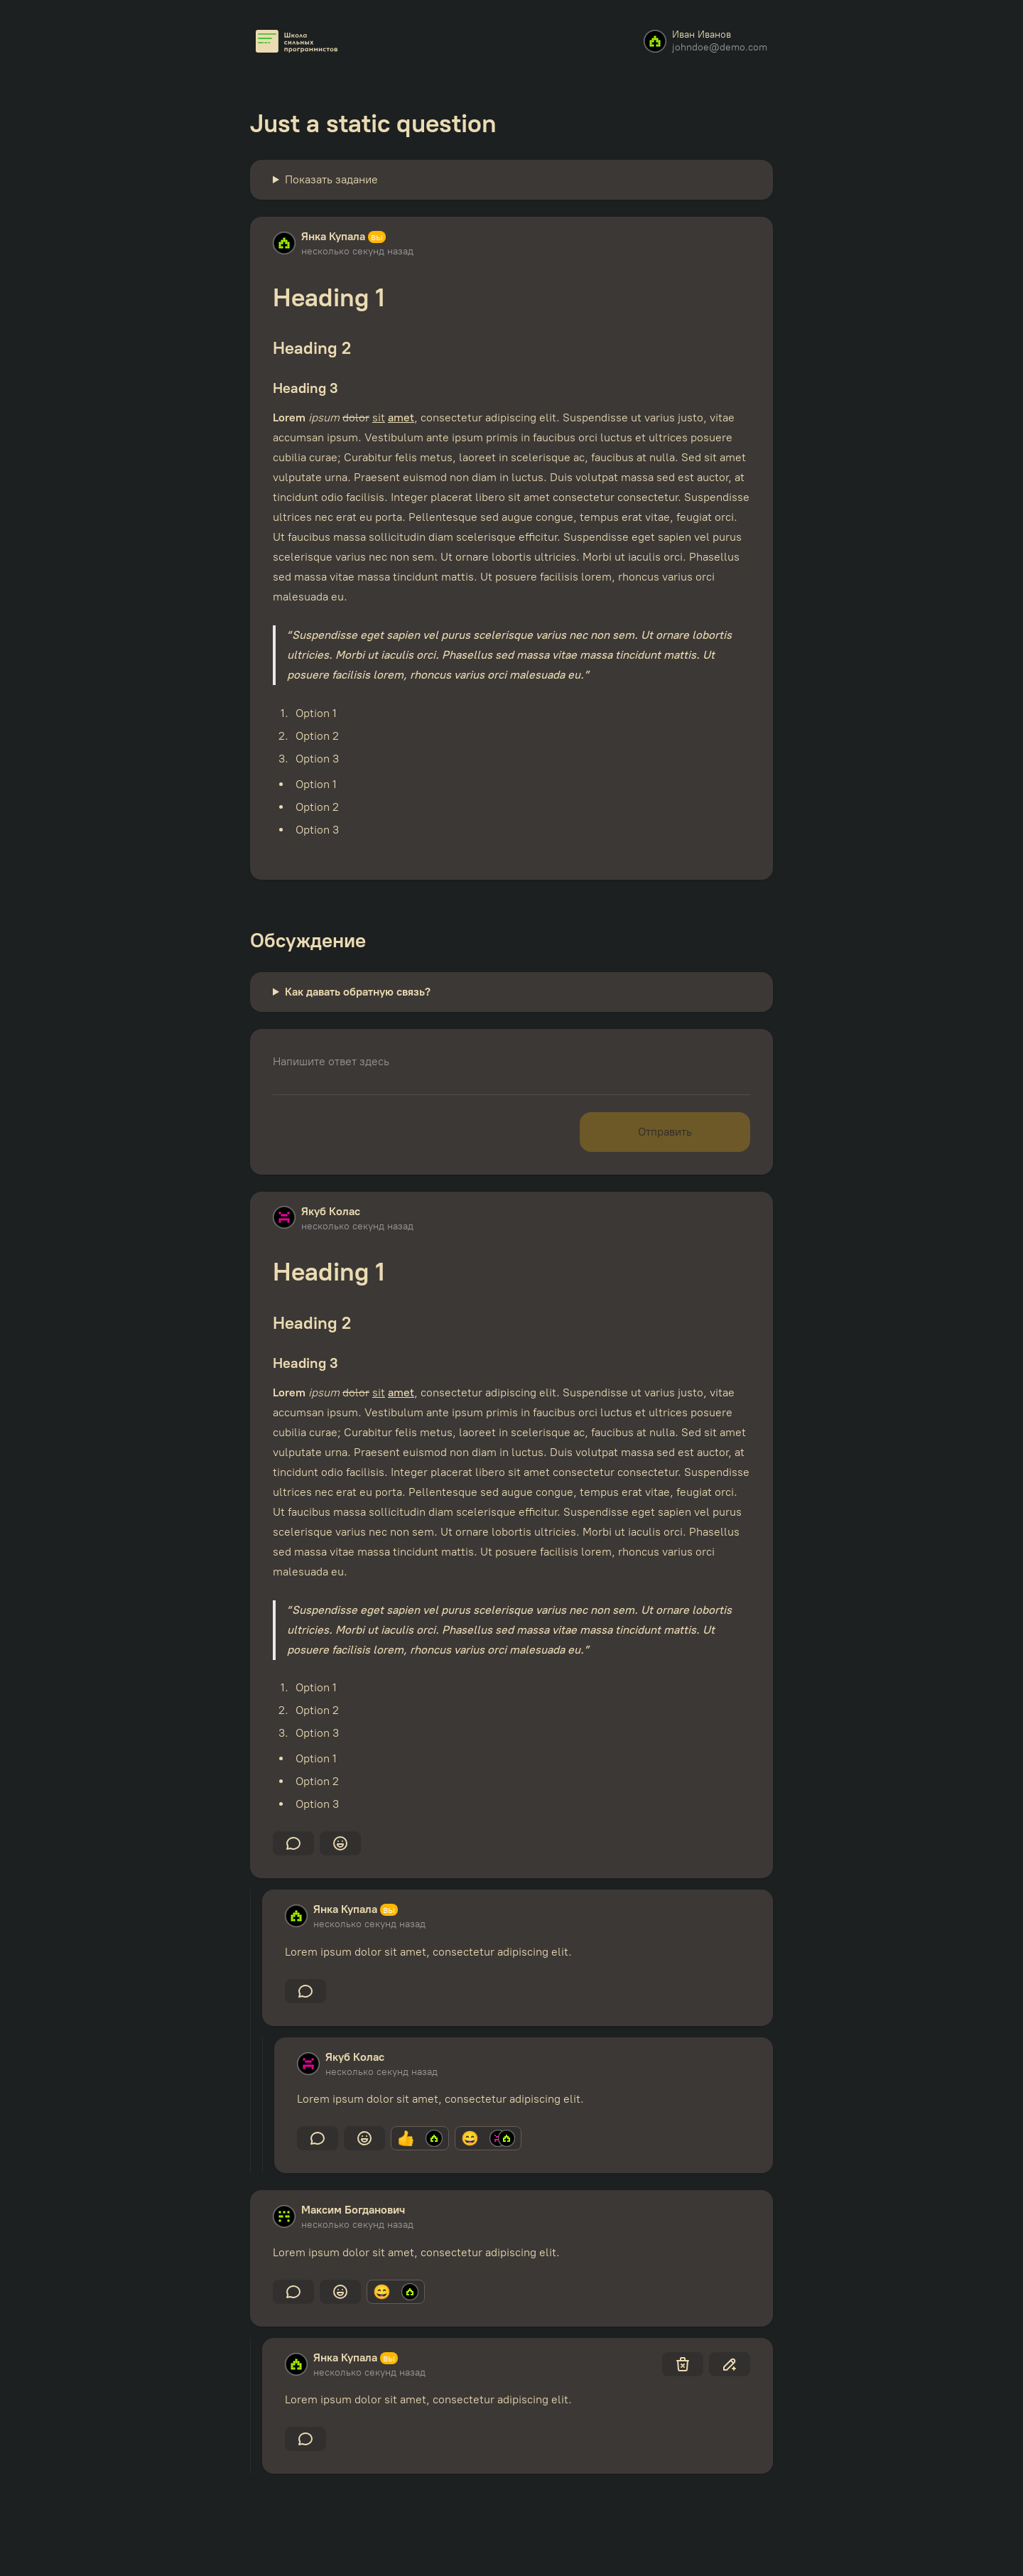 Школа
сильных
программистов
Иван Иванов
johndoe@demo.com
Just a static question
Показать задание
Янка Купала вы
несколько секунд назад
Heading 1
Heading 2
Heading 3
Lorem ipsum dolor sit amet, consectetur adipiscing elit. Suspendisse ut varius justo, vitae
accumsan ipsum. Vestibulum ante ipsum primis in faucibus orci luctus et ultrices posuere
cubilia curae; Curabitur felis metus, laoreet in scelerisque ac, faucibus at nulla. Sed sit amet
vulputate urna. Praesent euismod non diam in luctus. Duis volutpat massa sed est auctor, at
tincidunt odio facilisis. Integer placerat libero sit amet consectetur consectetur. Suspendisse
ultrices nec erat eu porta. Pellentesque sed augue congue, tempus erat vitae, feugiat orci.
Ut faucibus massa sollicitudin diam scelerisque efficitur. Suspendisse eget sapien vel purus
scelerisque varius nec non sem. Ut ornare lobortis ultricies. Morbi ut iaculis orci. Phasellus
sed massa vitae massa tincidunt mattis. Ut posuere facilisis lorem, rhoncus varius orci
malesuada eu.
"Suspendisse eget sapien vel purus scelerisque varius nec non sem. Ut ornare lobortis
ultricies. Morbi ut iaculis orci. Phasellus sed massa vitae massa tincidunt mattis. Ut
posuere facilisis lorem, rhoncus varius orci malesuada eu."
1. Option 1
2. Option 2
3. Option 3
• Option 1
• Option 2
• Option 3
Обсуждение
Как давать обратную связь?
Напишите ответ здесь
Отправить
Якуб Колас
несколько секунд назад
Heading 1
Heading 2
Heading 3
Lorem ipsum dolor sit amet, consectetur adipiscing elit. Suspendisse ut varius justo, vitae
accumsan ipsum. Vestibulum ante ipsum primis in faucibus orci luctus et ultrices posuere
cubilia curae; Curabitur felis metus, laoreet in scelerisque ac, faucibus at nulla. Sed sit amet
vulputate urna. Praesent euismod non diam in luctus. Duis volutpat massa sed est auctor, at
tincidunt odio facilisis. Integer placerat libero sit amet consectetur consectetur. Suspendisse
ultrices nec erat eu porta. Pellentesque sed augue congue, tempus erat vitae, feugiat orci.
Ut faucibus massa sollicitudin diam scelerisque efficitur. Suspendisse eget sapien vel purus
scelerisque varius nec non sem. Ut ornare lobortis ultricies. Morbi ut iaculis orci. Phasellus
sed massa vitae massa tincidunt mattis. Ut posuere facilisis lorem, rhoncus varius orci
malesuada eu.
"Suspendisse eget sapien vel purus scelerisque varius nec non sem. Ut ornare lobortis
ultricies. Morbi ut iaculis orci. Phasellus sed massa vitae massa tincidunt mattis. Ut
posuere facilisis lorem, rhoncus varius orci malesuada eu."
1. Option 1
2. Option 2
3. Option 3
• Option 1
• Option 2
• Option 3
Янка Купала вы
несколько секунд назад
Lorem ipsum dolor sit amet, consectetur adipiscing elit.
Якуб Колас
несколько секунд назад
Lorem ipsum dolor sit amet, consectetur adipiscing elit.
Максим Богданович
несколько секунд назад
Lorem ipsum dolor sit amet, consectetur adipiscing elit.
Янка Купала вы
несколько секунд назад
Lorem ipsum dolor sit amet, consectetur adipiscing elit.